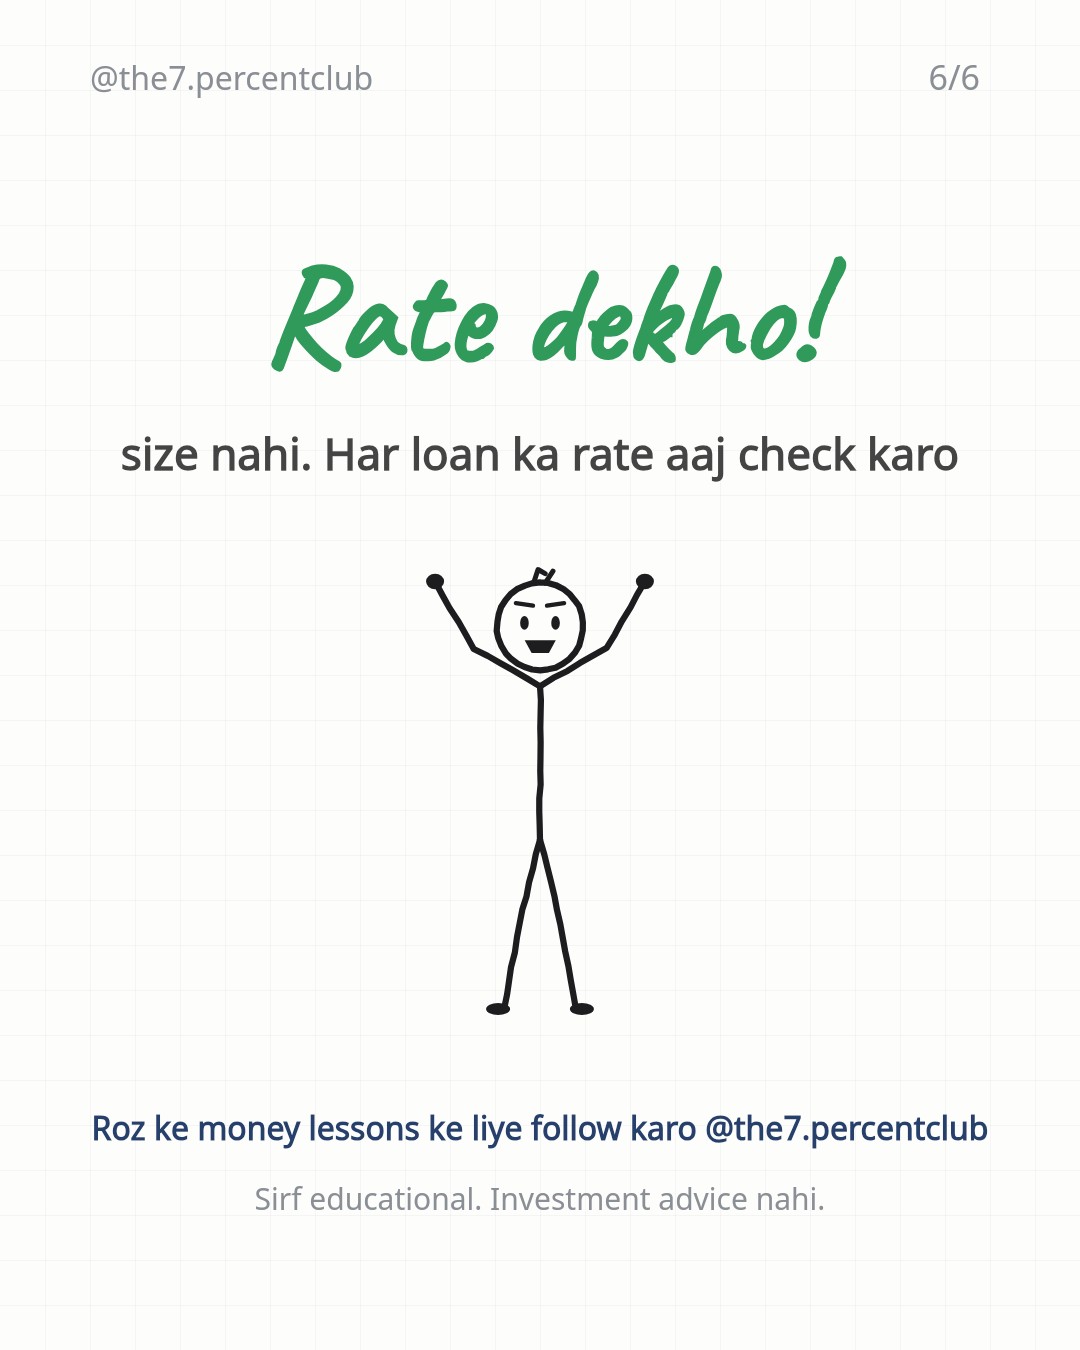 @the7.percentclub
6/6
Rate dekho!
size nahi. Har loan ka rate aaj check karo
Roz ke money lessons ke liye follow karo @the7.percentclub
Sirf educational. Investment advice nahi.